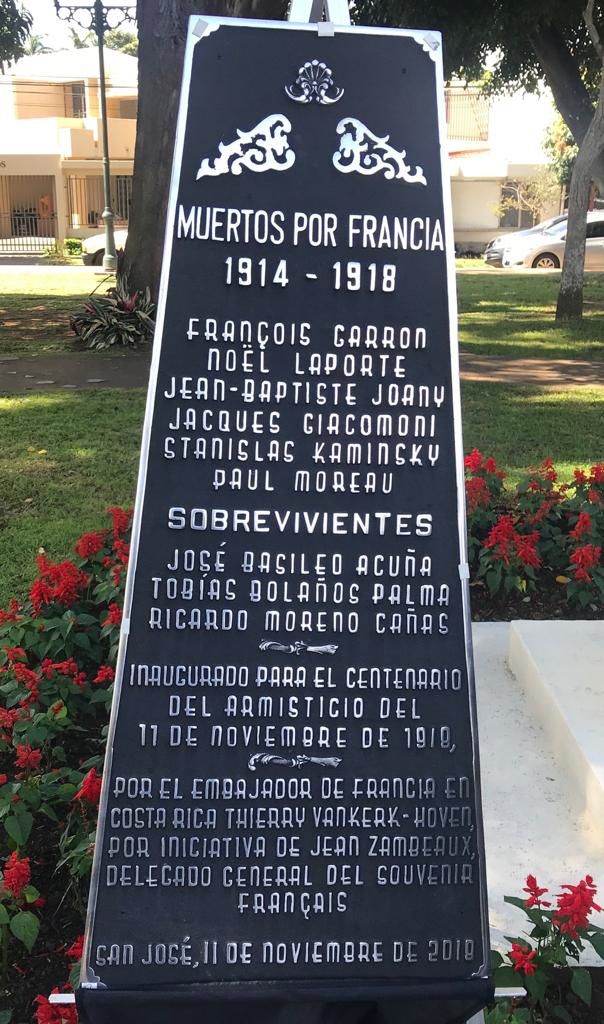 MUERTOS POR FRANCIA
1914 - 1918
FRANÇOIS GARRON
NOËL LAPORTE
JEAN-BAPTISTE JOANY
JACQUES GIACOMONI
STANISLAS KAMINSKY
PAUL MOREAU
SOBREVIVIENTES
JOSÉ BASILEO ACUÑA
TOBÍAS BOLAÑOS PALMA
RICARDO MORENO CAÑAS
INAUGURADO PARA EL CENTENARIO
DEL ARMISTICIO DEL
11 DE NOVIEMBRE DE 1918,
POR EL EMBAJADOR DE FRANCIA EN
COSTA RICA THIERRY VANKERK-HOVEN,
POR INICIATIVA DE JEAN ZAMBEAUX,
DELEGADO GENERAL DEL SOUVENIR
FRANÇAIS
SAN JOSÉ, 11 DE NOVIEMBRE DE 2018